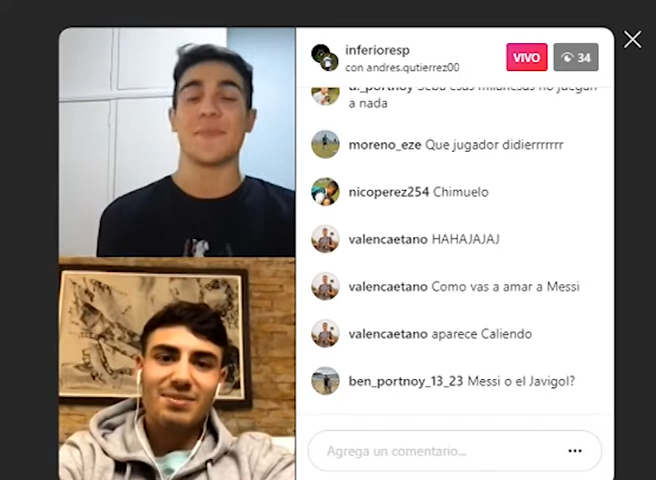 inferioresp
con andres.gutierrez00
VIVO
34
d._portnoy Seba esas milanesas no juegan
a nada
moreno_eze Que jugador didierrrrrrr
nicoperez254 Chimuelo
valencaetano HAHAJAJAJ
valencaetano Como vas a amar a Messi
valencaetano aparece Caliendo
ben_portnoy_13_23 Messi o el Javigol?
Agrega un comentario...